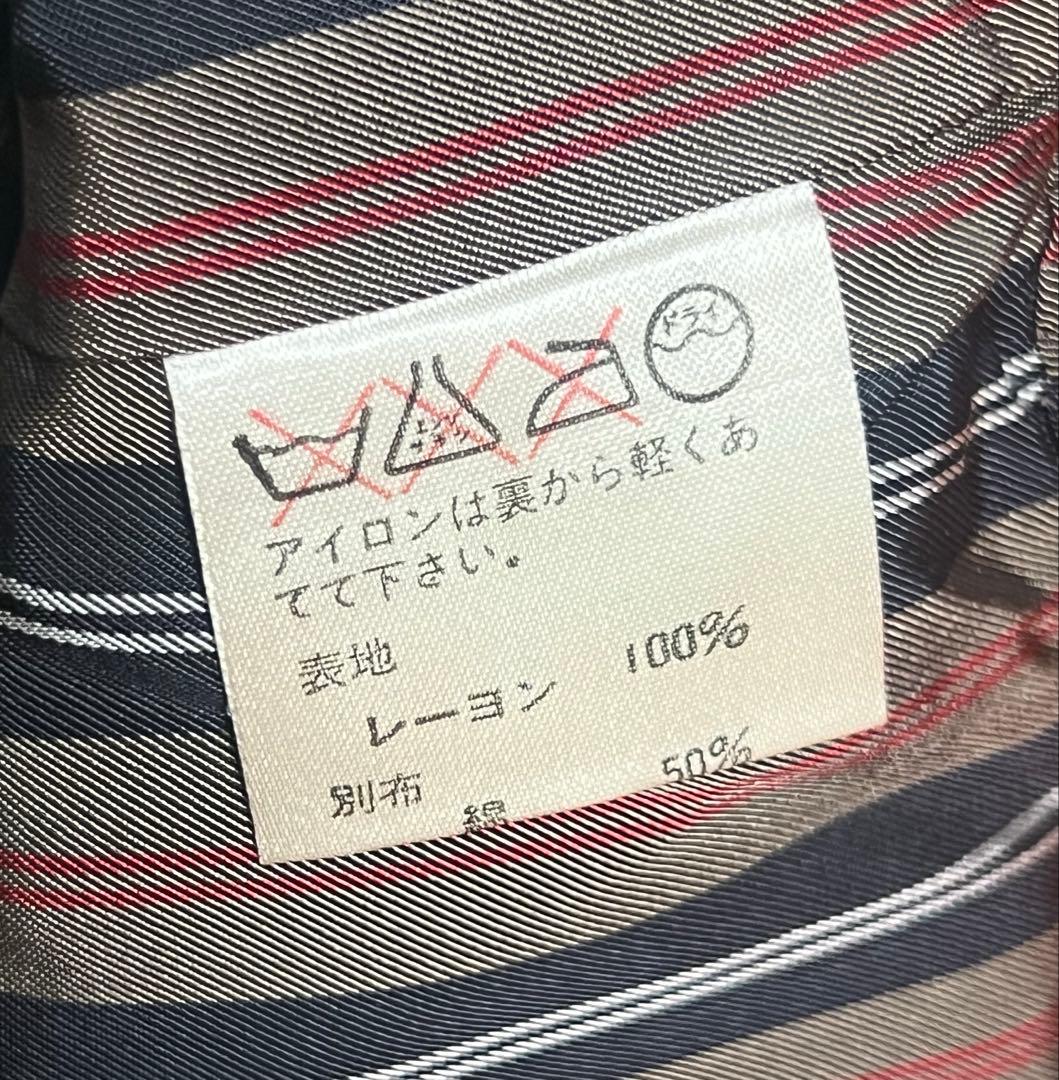 ドライ
アイロンは裏から軽くあ
てて下さい。
表地
レーヨン 100%
別布
綿 50%